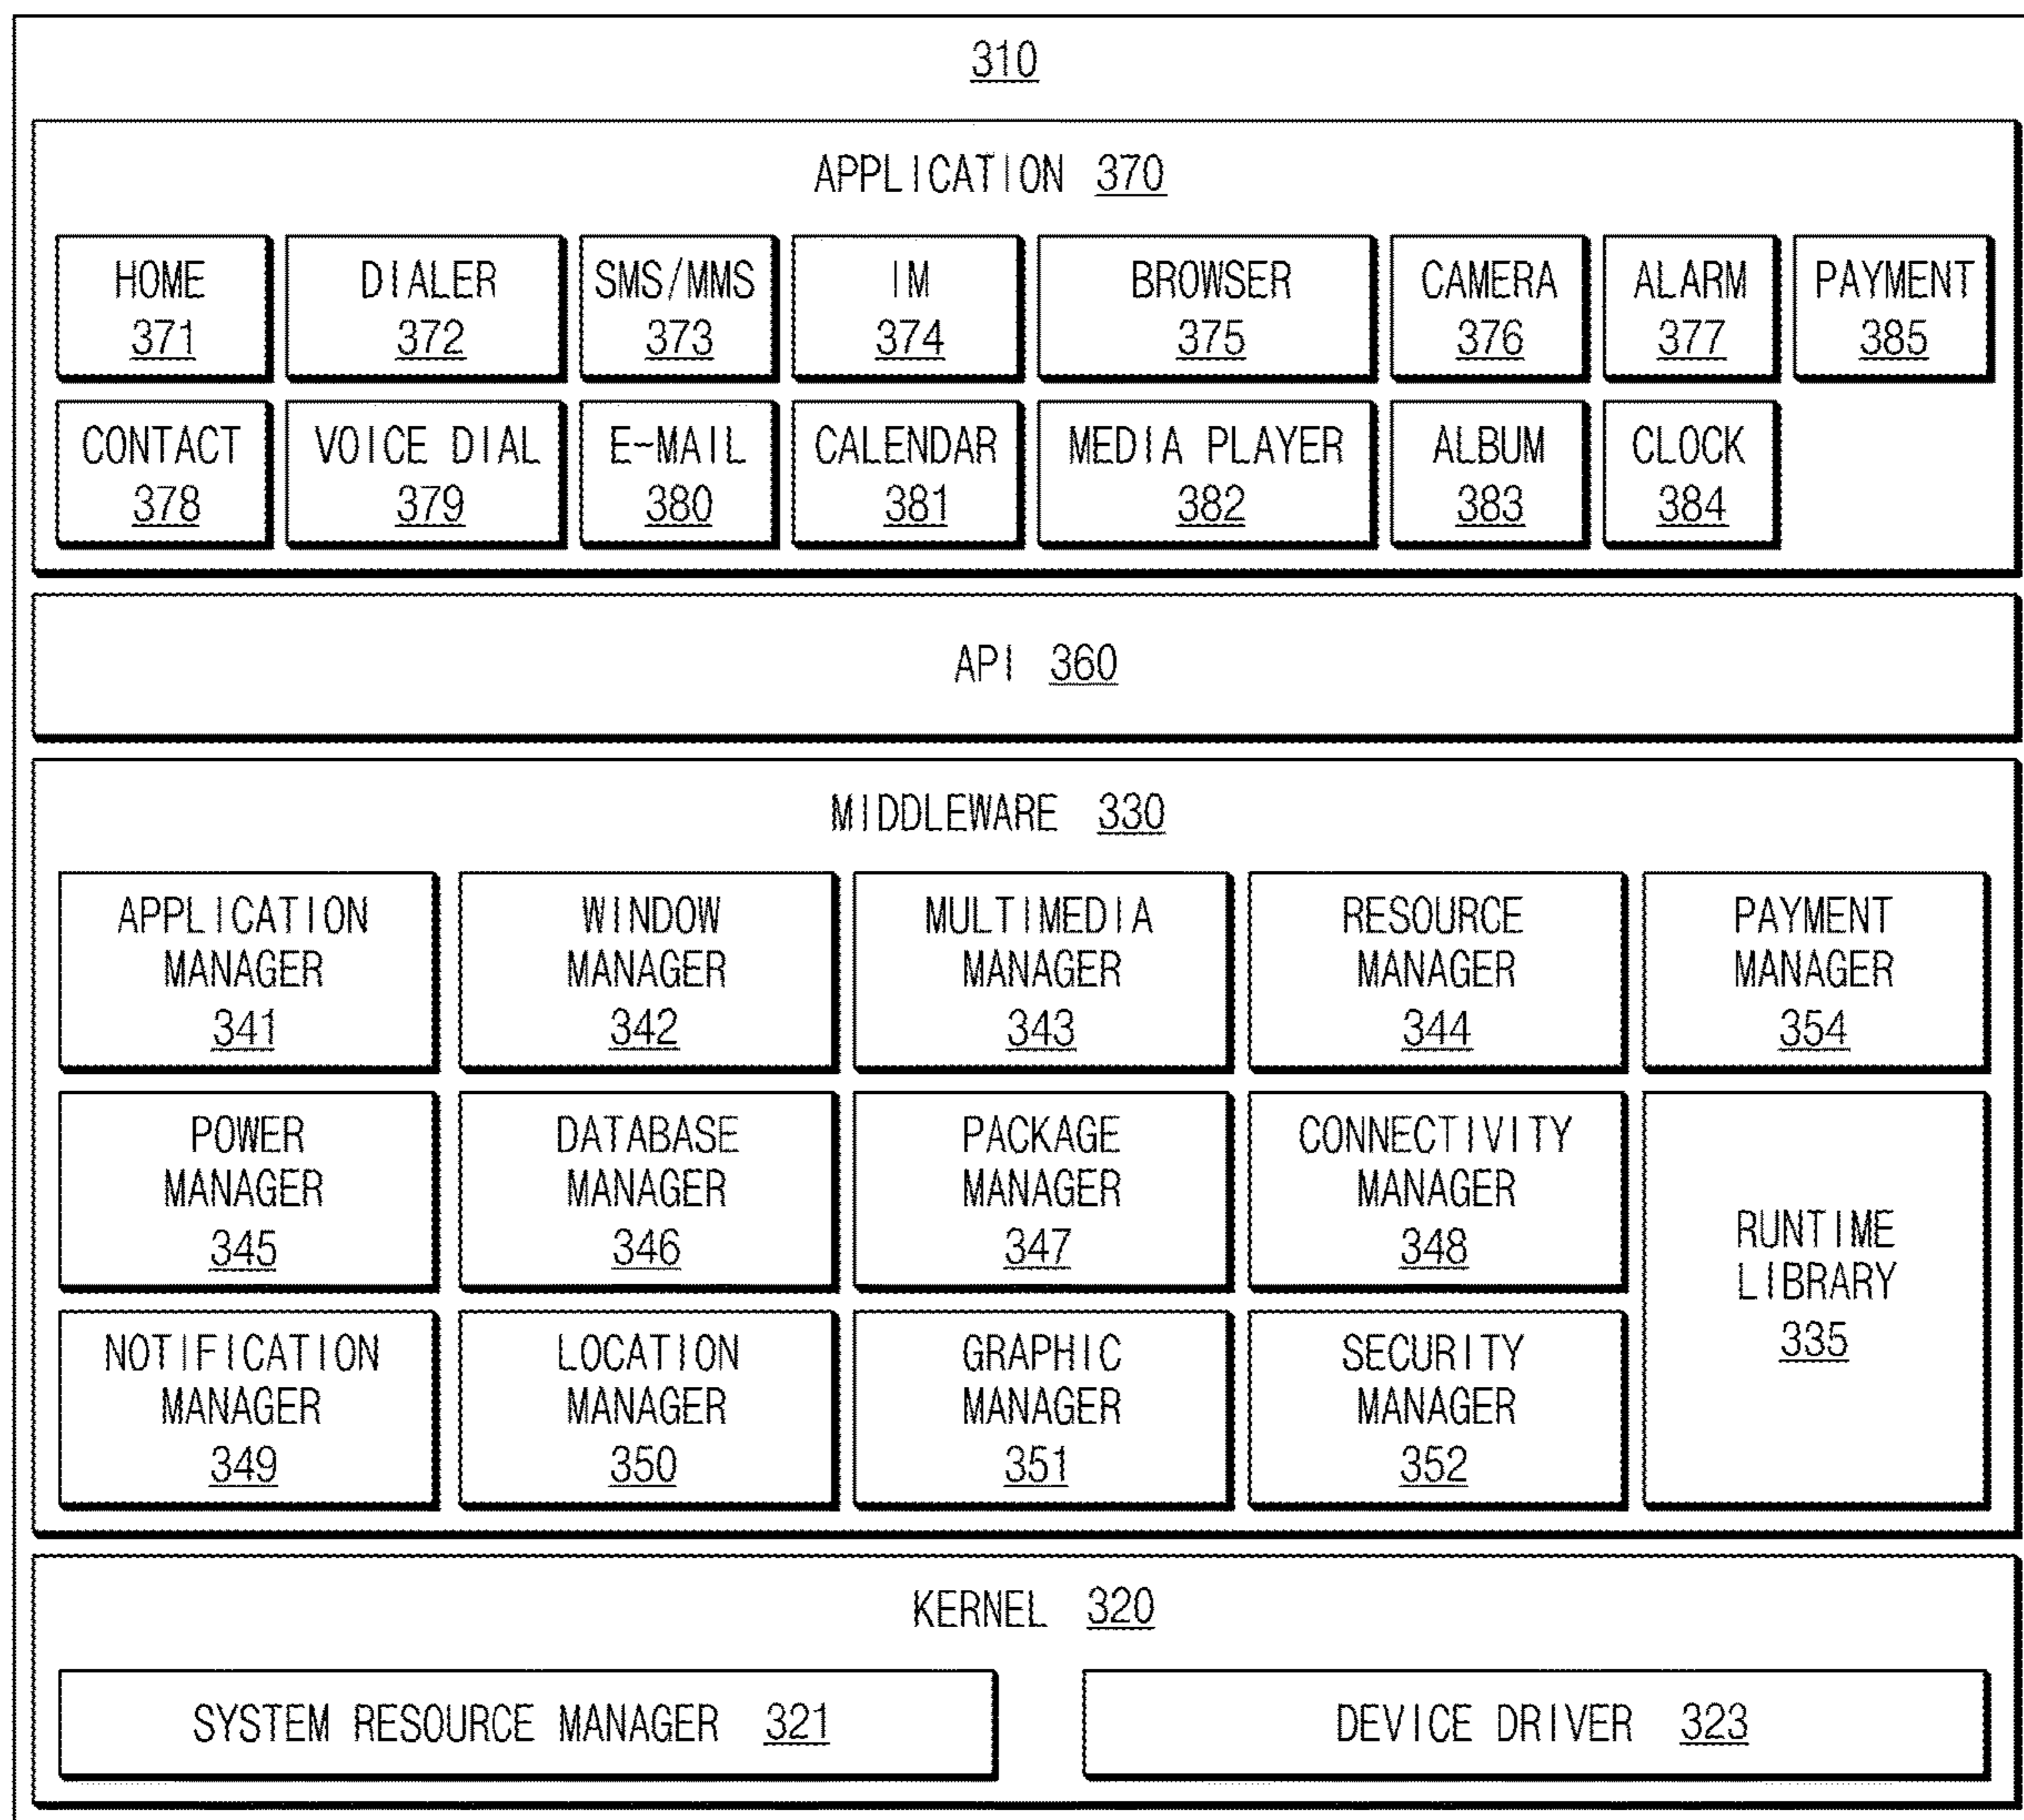 310
APPLICATION 370
HOME
371
DIALER
372
SMS/MMS
373
IM
374
BROWSER
375
CAMERA
376
ALARM
377
PAYMENT
385
CONTACT
378
VOICE DIAL
379
E-MAIL
380
CALENDAR
381
MEDIA PLAYER
382
ALBUM
383
CLOCK
384
API 360
MIDDLEWARE 330
APPLICATION
MANAGER
341
WINDOW
MANAGER
342
MULTIMEDIA
MANAGER
343
RESOURCE
MANAGER
344
PAYMENT
MANAGER
354
POWER
MANAGER
345
DATABASE
MANAGER
346
PACKAGE
MANAGER
347
CONNECTIVITY
MANAGER
348
RUNTIME
LIBRARY
335
NOTIFICATION
MANAGER
349
LOCATION
MANAGER
350
GRAPHIC
MANAGER
351
SECURITY
MANAGER
352
KERNEL 320
SYSTEM RESOURCE MANAGER 321
DEVICE DRIVER 323